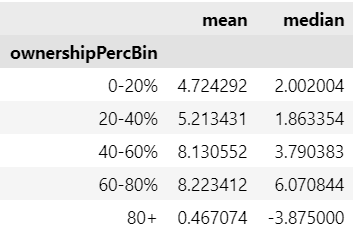 mean median
ownershipPercBin
0-20% 4.724292 2.002004
20-40% 5.213431 1.863354
40-60% 8.130552 3.790383
60-80% 8.223412 6.070844
80+ 0.467074 -3.875000